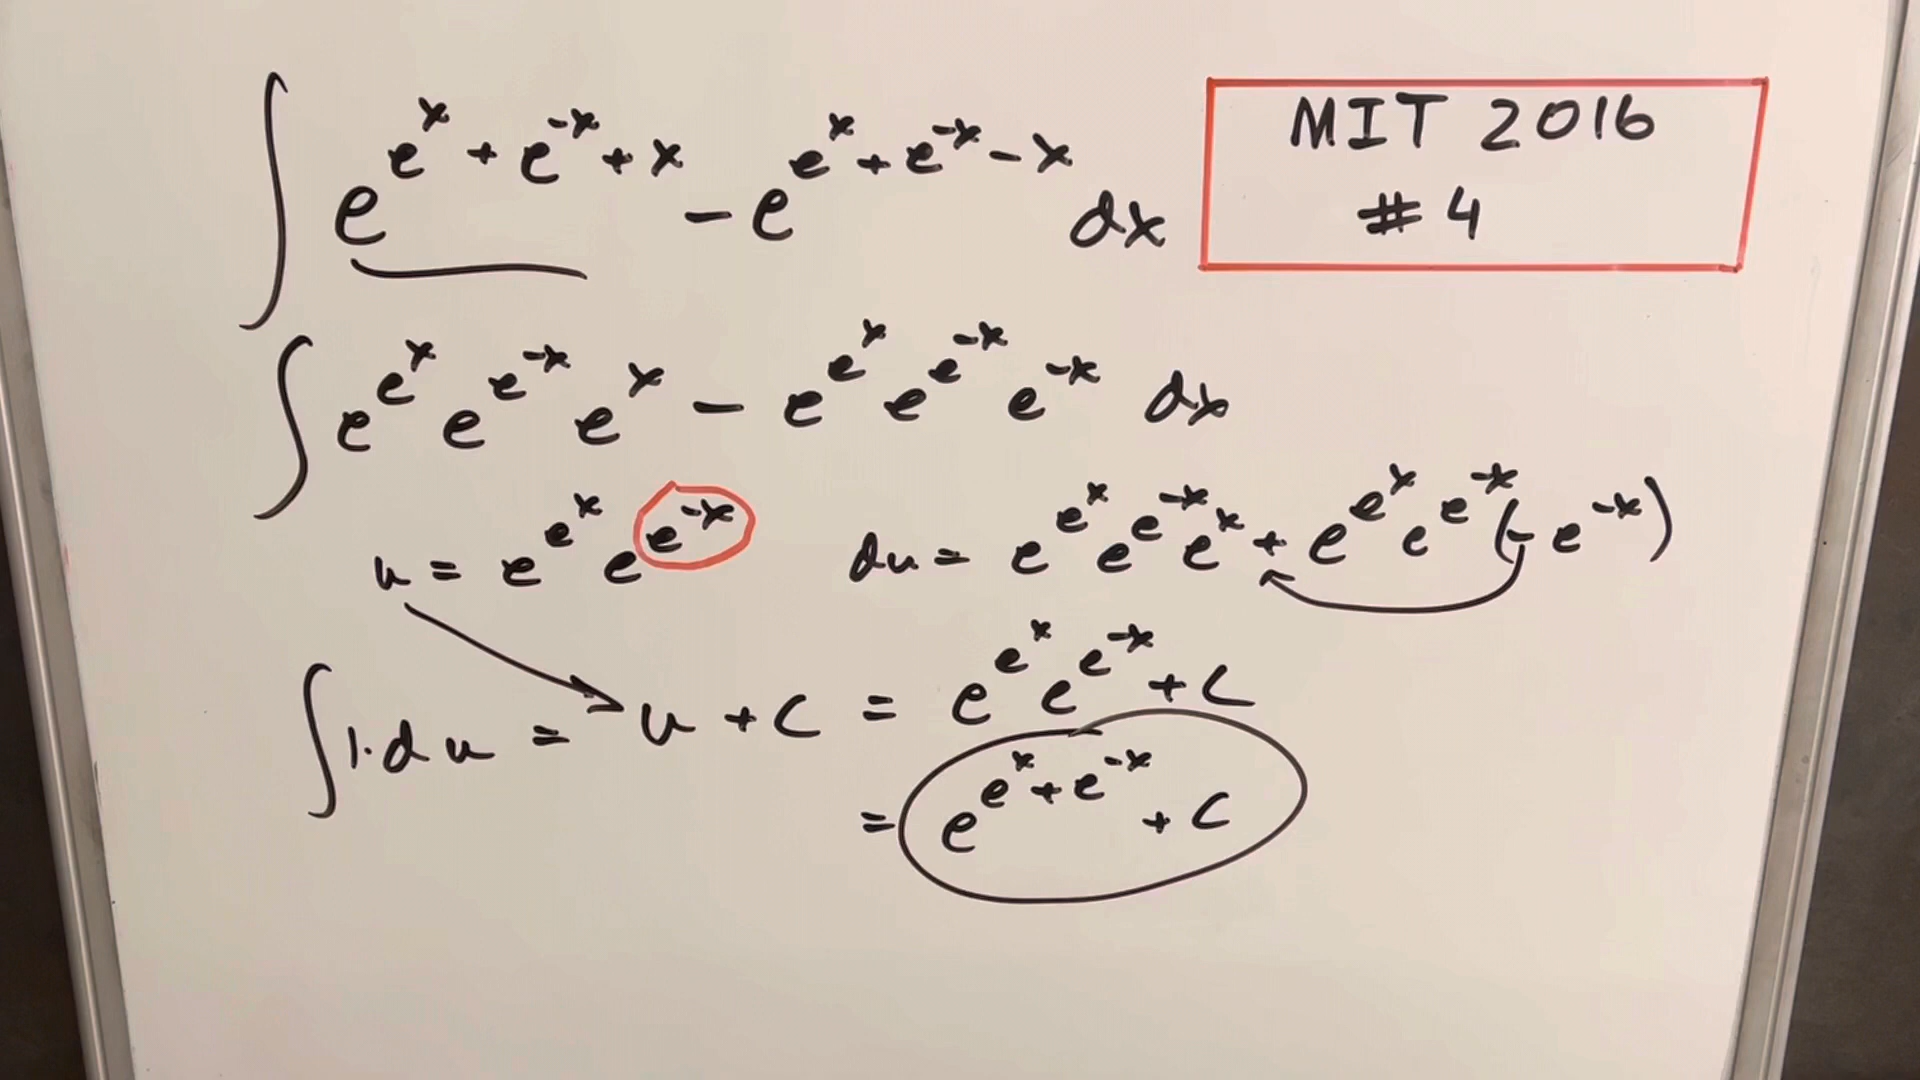 ∫ e^{e^x + e^{-x} + x} - e^{e^x + e^{-x} - x} dx
MIT 2016
# 4
∫ e^{e^x} e^{e^{-x}} e^x - e^{e^x} e^{e^{-x}} e^{-x} dx
u = e^{e^x} e^{e^{-x}} du = e^{e^x} e^{e^{-x}} e^x + e^{e^x} e^{e^{-x}} (- e^{-x})
∫ 1·du = u + C = e^{e^x} e^{e^{-x}} + C
= e^{e^x + e^{-x}} + C